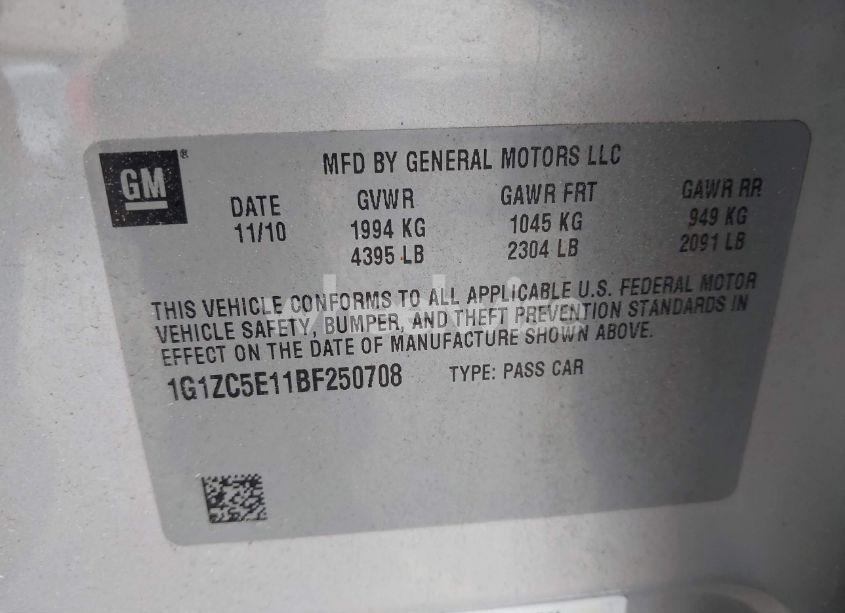 GM ®
MFD BY GENERAL MOTORS LLC
DATE GVWR GAWR FRT GAWR RR
11/10 1994 KG 1045 KG 949 KG
4395 LB 2304 LB 2091 LB
THIS VEHICLE CONFORMS TO ALL APPLICABLE U.S. FEDERAL MOTOR
VEHICLE SAFETY, BUMPER, AND THEFT PREVENTION STANDARDS IN
EFFECT ON THE DATE OF MANUFACTURE SHOWN ABOVE.
1G1ZC5E11BF250708 TYPE: PASS CAR